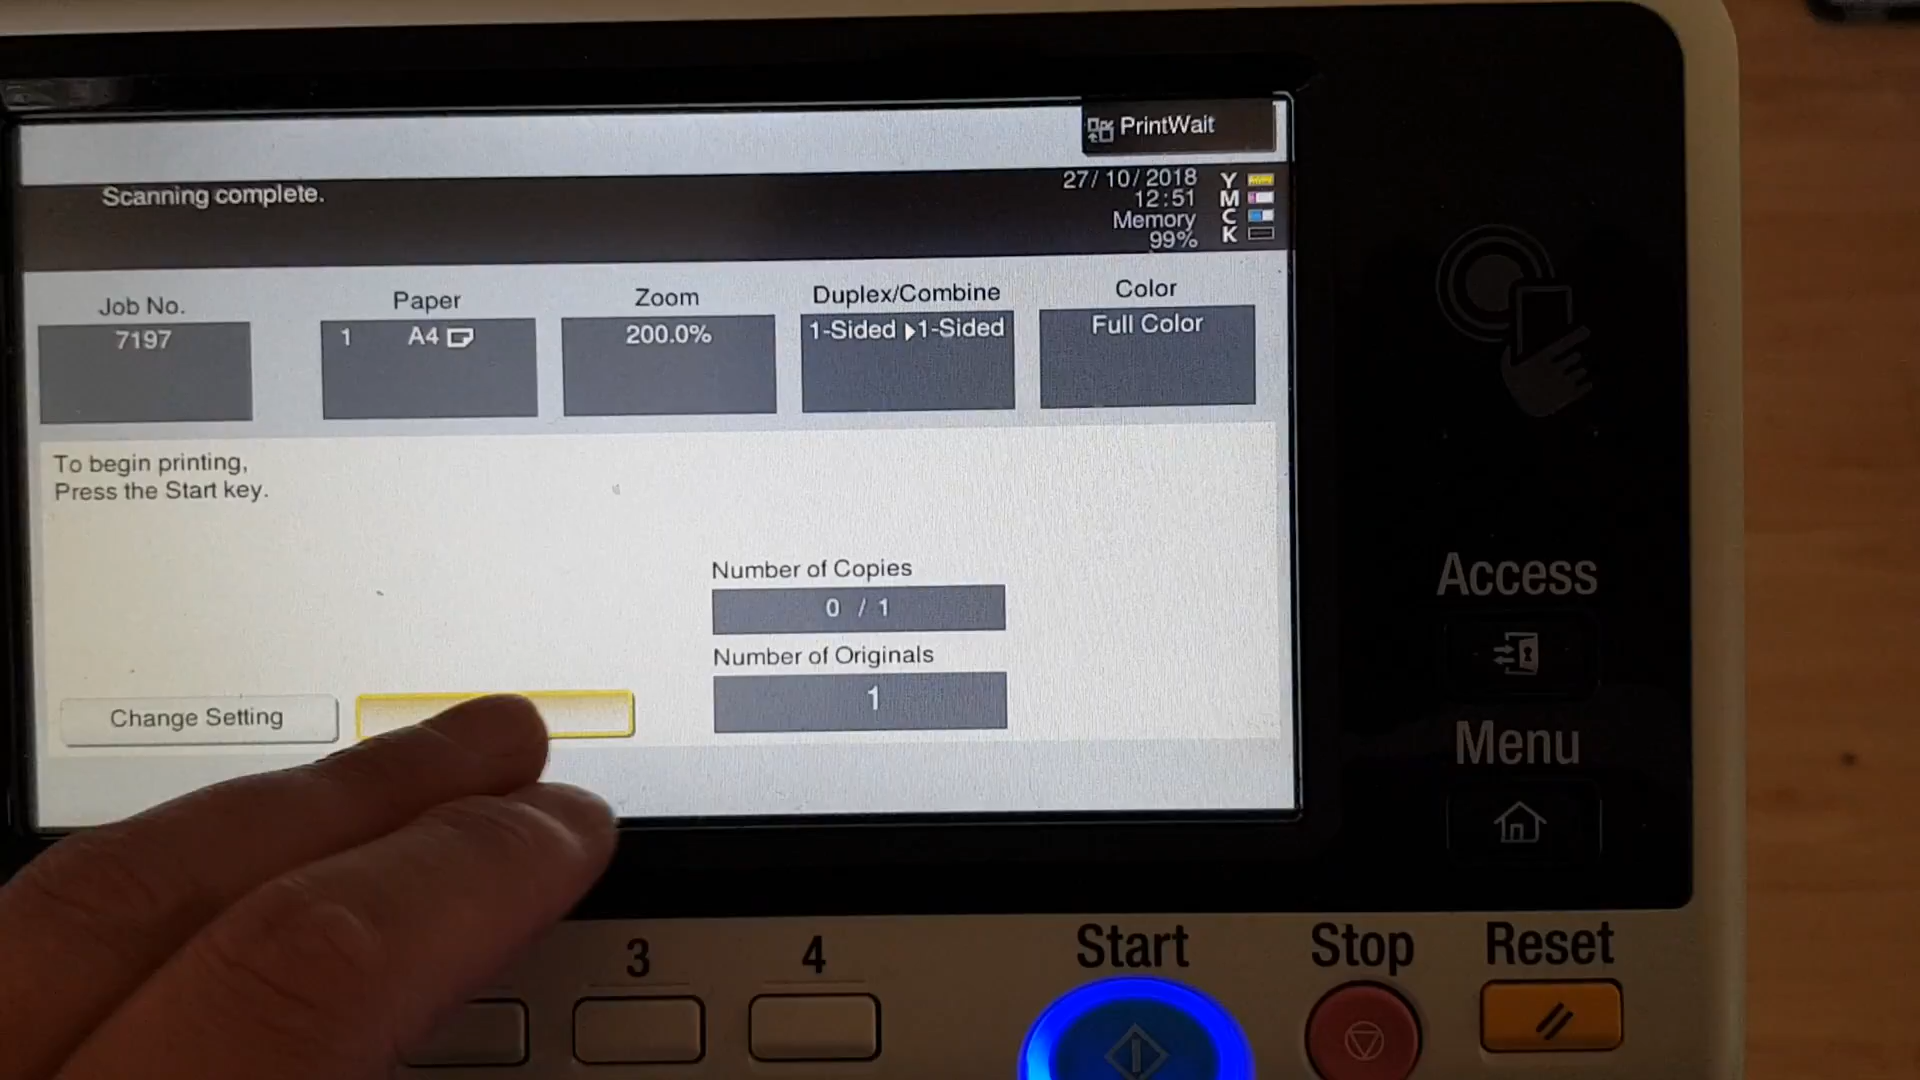 PrintWait
Scanning complete.
27/10/2018
12:51
Memory
99%
Y
M
C
K
Job No.
7197
Paper
1 A4
Zoom
200.0%
Duplex/Combine
1-Sided ▶1-Sided
Color
Full Color
To begin printing,
Press the Start key.
Number of Copies
0 / 1
Number of Originals
1
Change Setting
Access
Menu
3
4
Start
Stop
Reset